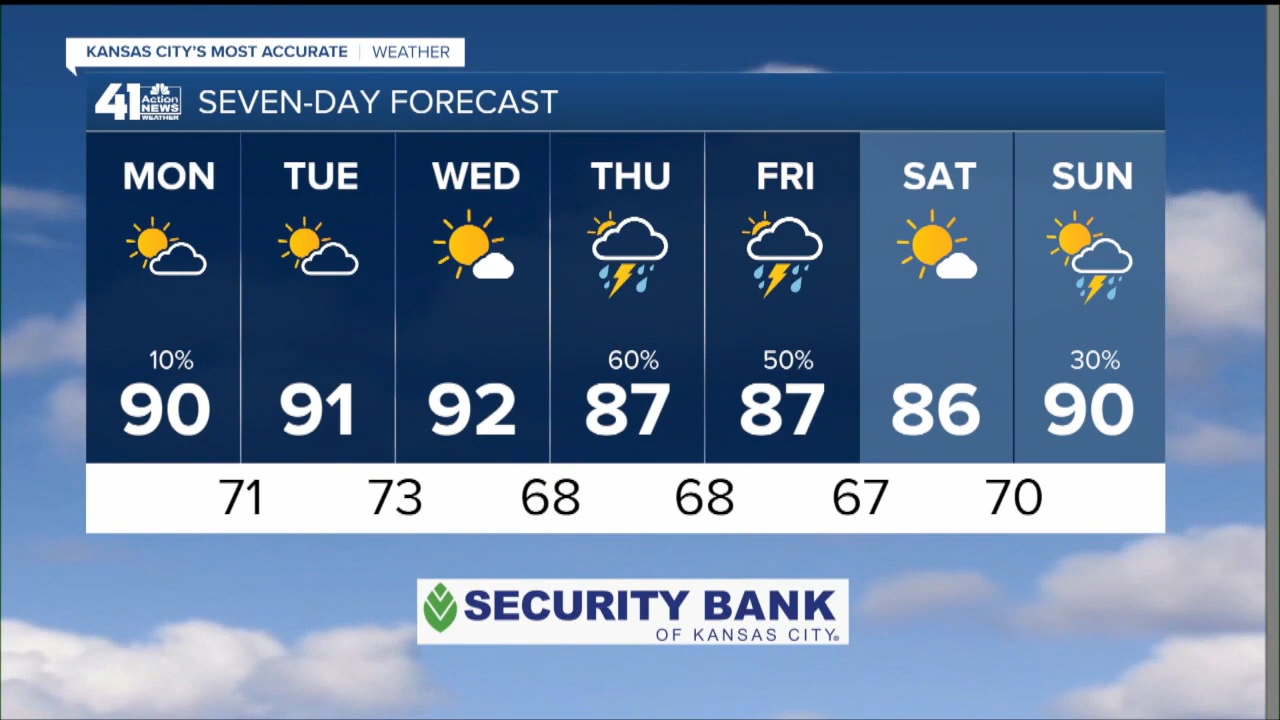 KANSAS CITY'S MOST ACCURATE | WEATHER
41 Action NEWS WEATHER SEVEN-DAY FORECAST
MON TUE WED THU FRI SAT SUN
10% 60% 50% 30%
90 91 92 87 87 86 90
71 73 68 68 67 70
SECURITY BANK
OF KANSAS CITY®